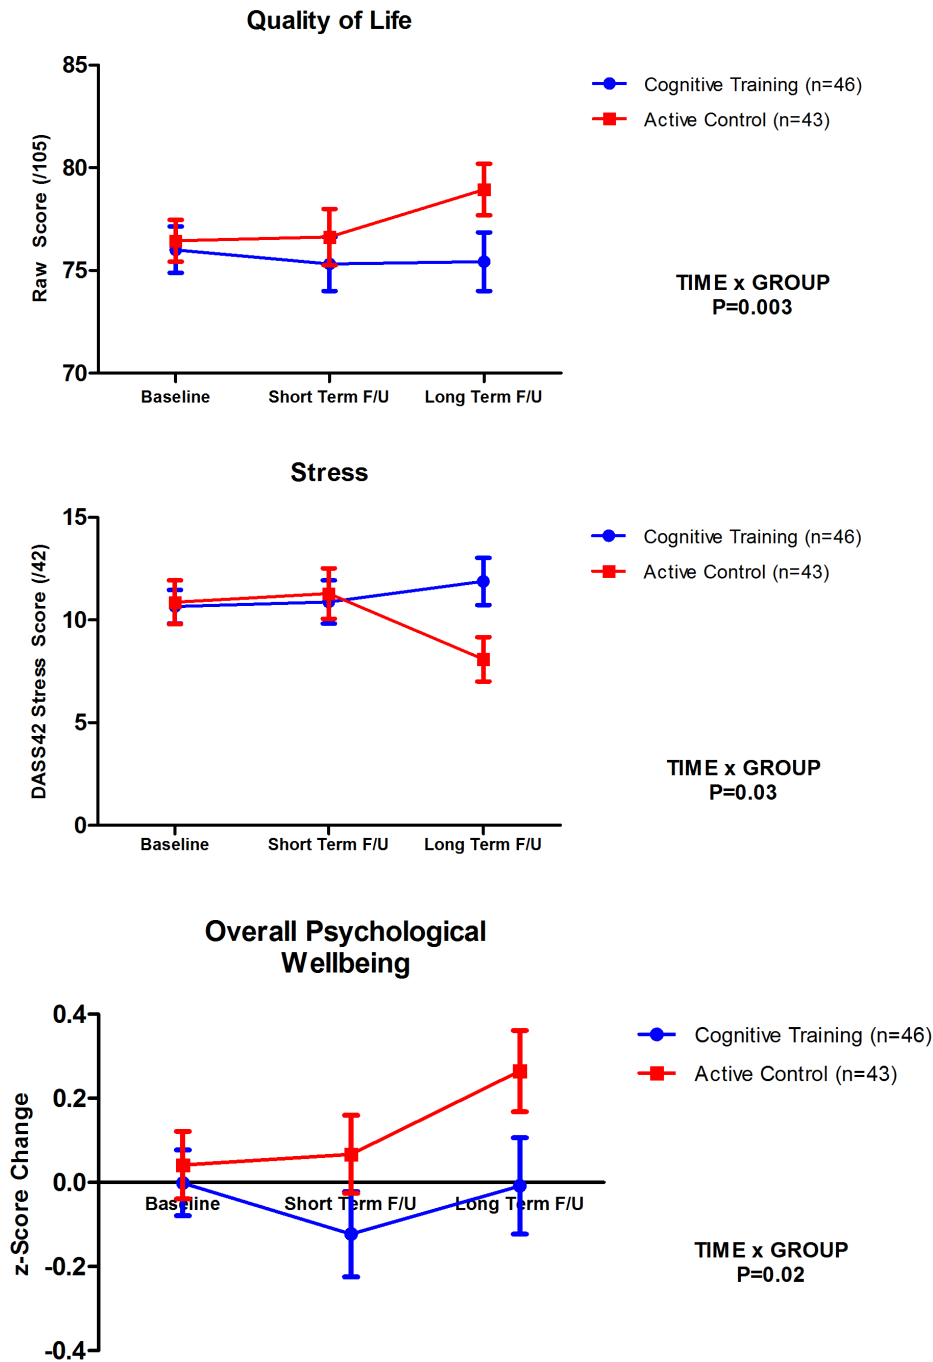 Quality of Life
85
80
75
70
Raw Score (/105)
Baseline
Short Term F/U
Long Term F/U
Cognitive Training (n=46)
Active Control (n=43)
TIME x GROUP
P=0.003
Stress
15
10
5
0
DASS42 Stress Score (/42)
Baseline
Short Term F/U
Long Term F/U
Cognitive Training (n=46)
Active Control (n=43)
TIME x GROUP
P=0.03
Overall Psychological
Wellbeing
0.4
0.2
0.0
-0.2
-0.4
z-Score Change
Baseline
Short Term F/U
Long Term F/U
Cognitive Training (n=46)
Active Control (n=43)
TIME x GROUP
P=0.02